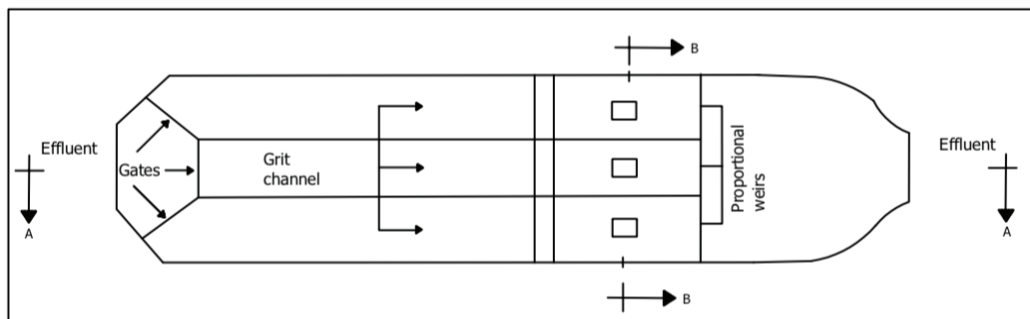 B
Effluent
A
Gates
Grit
channel
Proportional
weirs
Effluent
A
B